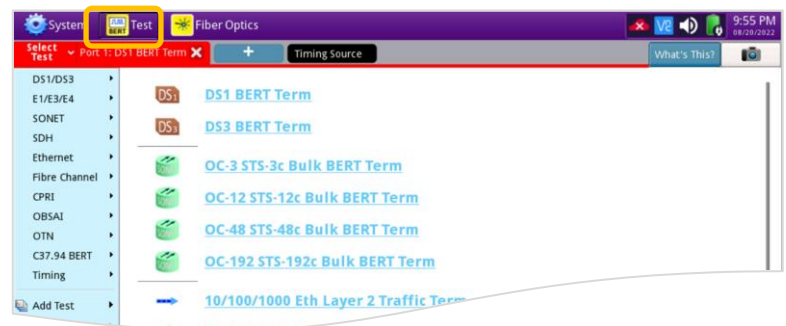 System BERT Test Fiber Optics V2 9:55 PM
08/20/2022
Select Test Port 1: DS1 BERT Term + Timing Source What's This?
DS1/DS3
E1/E3/E4
SONET
SDH
Ethernet
Fibre Channel
CPRI
OBSAI
OTN
C37.94 BERT
Timing
Add Test
DS1 DS1 BERT Term
DS3 DS3 BERT Term
OC-3 STS-3c Bulk BERT Term
OC-12 STS-12c Bulk BERT Term
OC-48 STS-48c Bulk BERT Term
OC-192 STS-192c Bulk BERT Term
10/100/1000 Eth Layer 2 Traffic Term